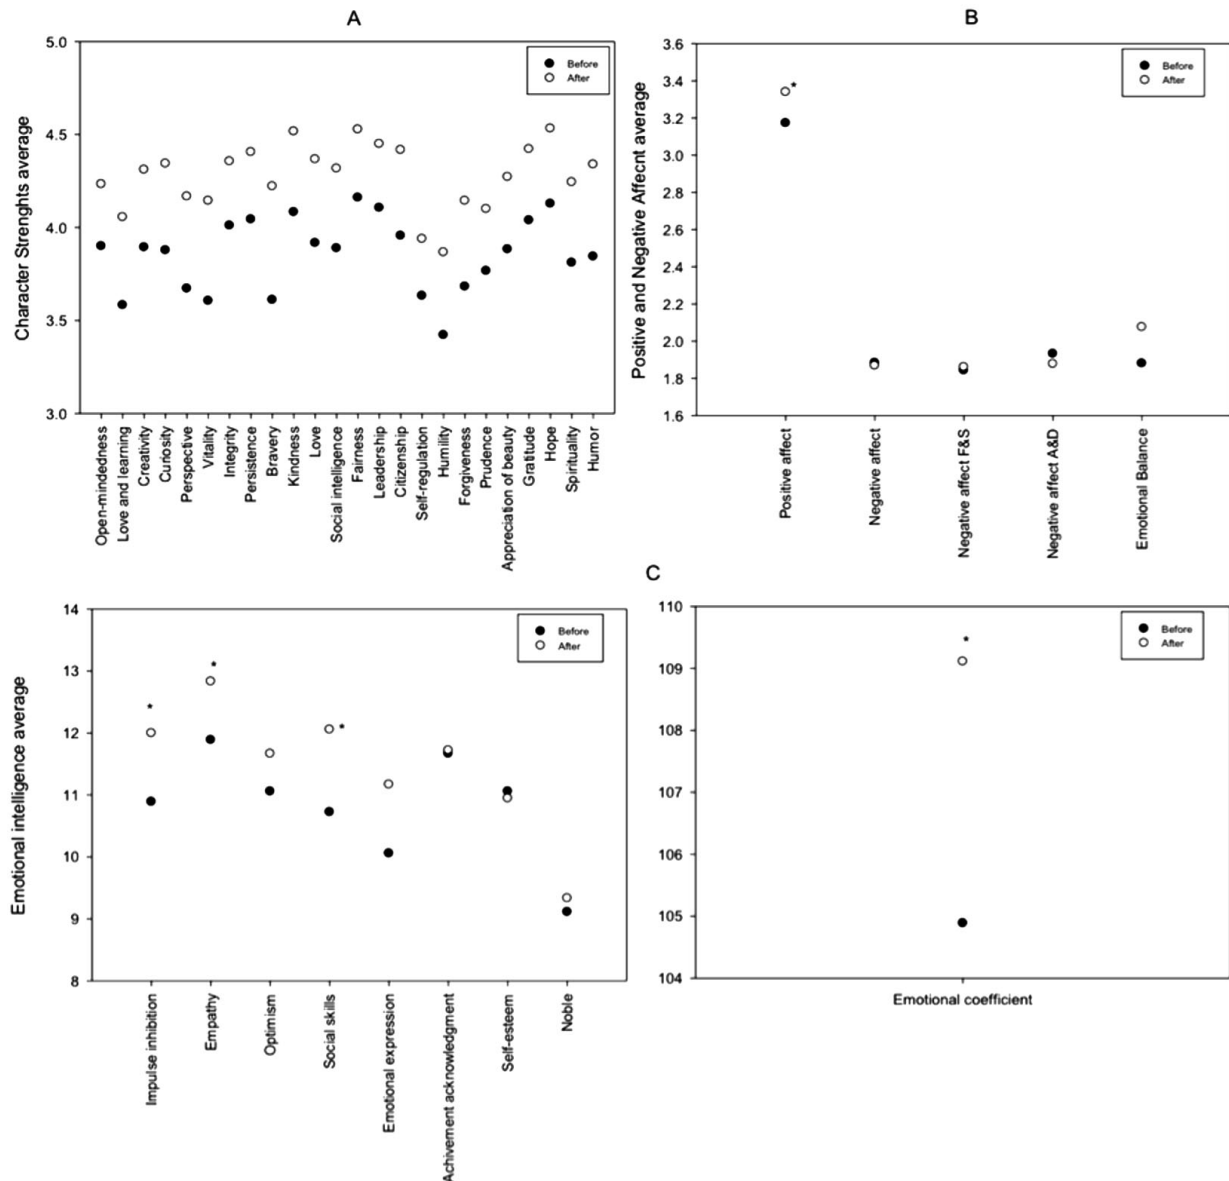 A
Character Strenghts average
5.0
4.5
4.0
3.5
3.0
Before
After
Open-mindedness
Love and learning
Creativity
Curiosity
Perspective
Vitality
Integrity
Persistence
Bravery
Kindness
Love
Social intelligence
Fairness
Leadership
Citizenship
Self-regulation
Humility
Forgiveness
Prudence
Appreciation of beauty
Gratitude
Hope
Spirituality
Humor
B
Positive and Negative Affecnt average
3.6
3.4
3.2
3.0
2.8
2.6
2.4
2.2
2.0
1.8
1.6
Before
After
*
Positive affect
Negative affect
Negative affect F&S
Negative affect A&D
Emotional Balance
C
Emotional intelligence average
14
13
12
11
10
9
8
Before
After
*
*
*
Impulse inhibition
Empathy
Optimism
Social skills
Emotional expression
Achivement acknowledgment
Self-esteem
Noble
110
109
108
107
106
105
104
Before
After
*
Emotional coefficient